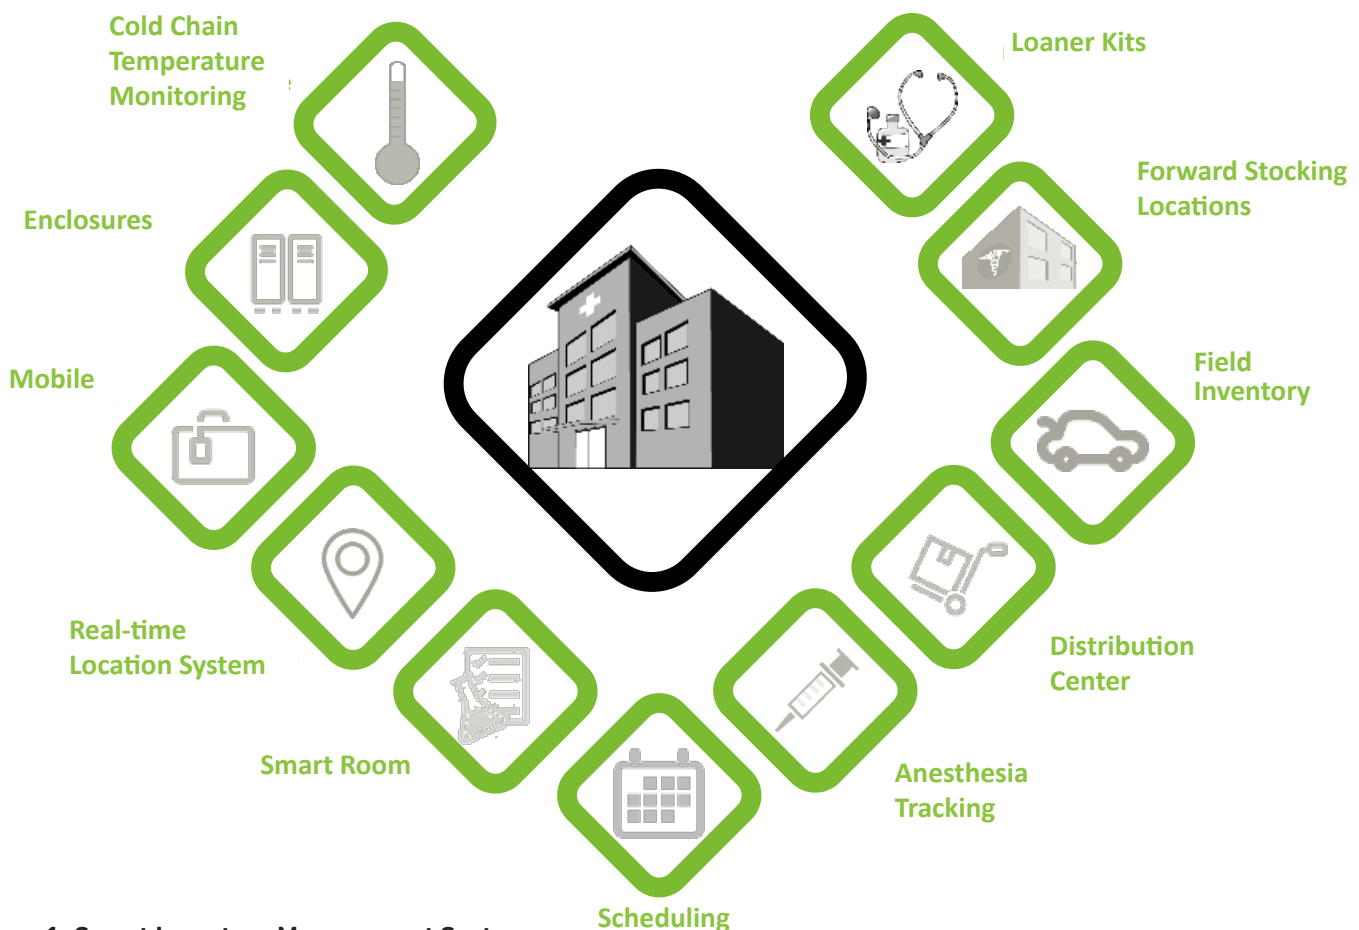 Cold Chain
Temperature
Monitoring
Loaner Kits
Forward Stocking
Locations
Enclosures
Field
Inventory
Mobile
Real-time
Location System
Distribution
Center
Smart Room
Anesthesia
Tracking
Scheduling